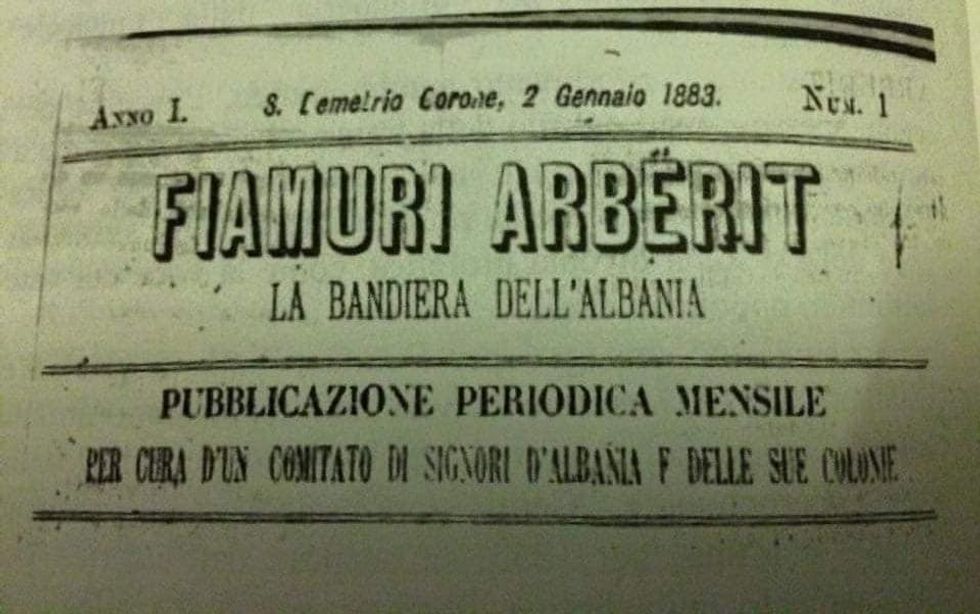 ANNO I. S. Demetrio Corone, 2 Gennaio 1883. NUM. 1
FIAMURI ARBËRIT
LA BANDIERA DELL'ALBANIA
PUBBLICAZIONE PERIODICA MENSILE
PER CURA D'UN COMITATO DI SIGNORI D'ALBANIA E DELLE SUE COLONIE